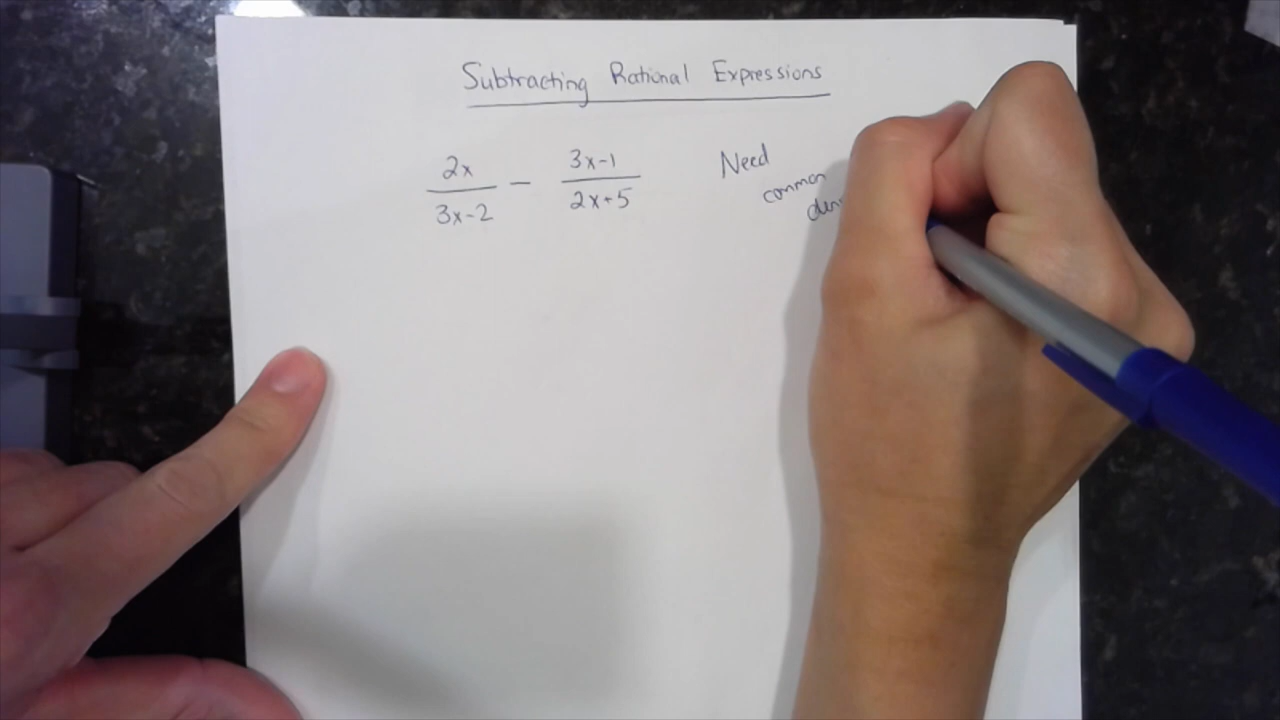 Subtracting Rational Expressions
2x/3x-2 - 3x-1/2x+5
Need
common